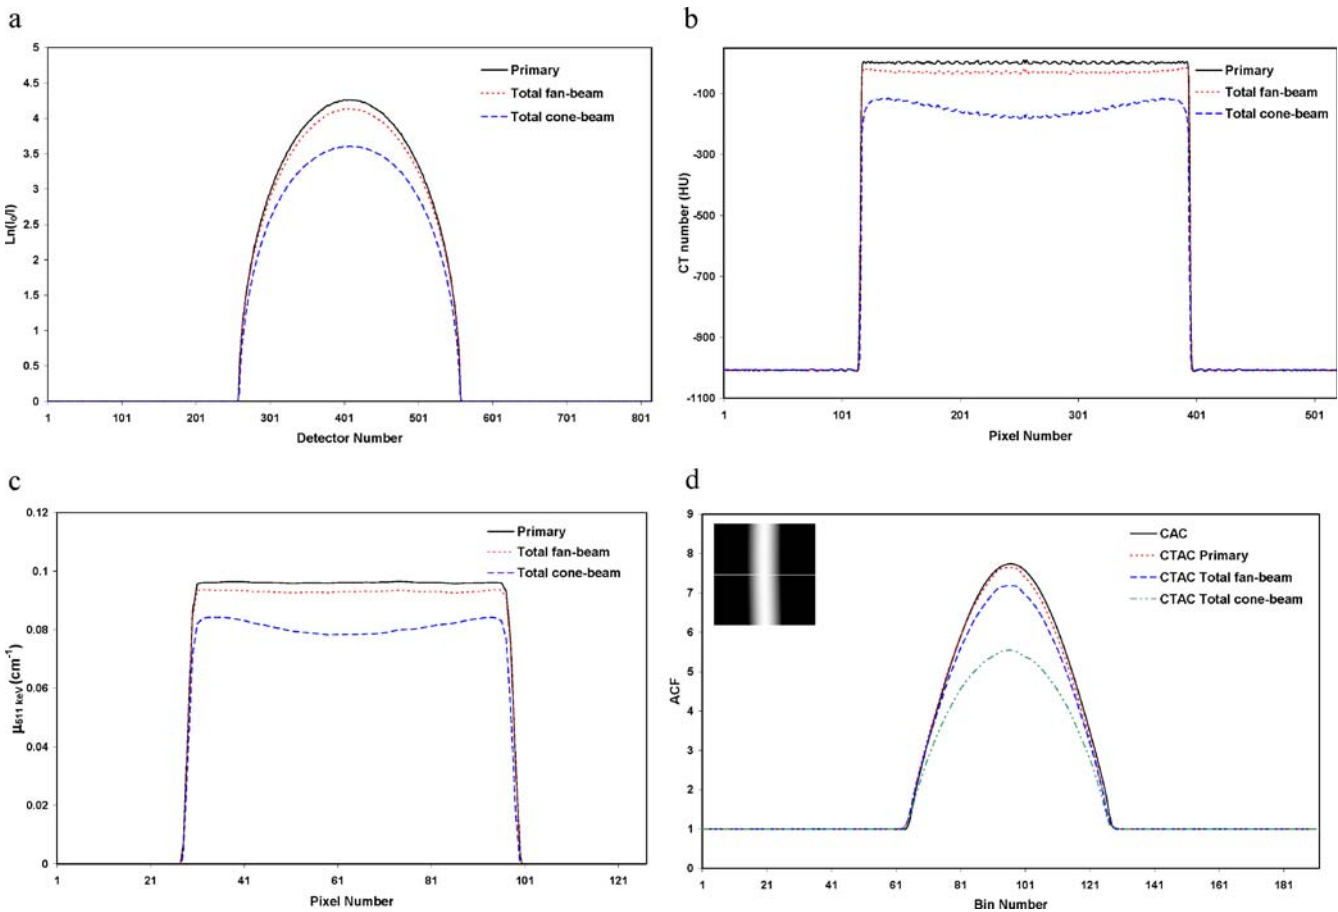 a
5
4.5
4
3.5
3
2.5
2
1.5
1
0.5
0
Ln(I₀/I)
Primary
Total fan-beam
Total cone-beam
1 101 201 301 401 501 601 701 801
Detector Number
b
-100
-300
-500
-700
-900
-1100
CT number (HU)
Primary
Total fan-beam
Total cone-beam
1 101 201 301 401 501
Pixel Number
c
0.12
0.1
0.08
0.06
0.04
0.02
0
μ₅₁₁ ₖₑᵥ (cm⁻¹)
Primary
Total fan-beam
Total cone-beam
1 21 41 61 81 101 121
Pixel Number
d
9
8
7
6
5
4
3
2
1
0
ACF
CAC
CTAC Primary
CTAC Total fan-beam
CTAC Total cone-beam
1 21 41 61 81 101 121 141 161 181
Bin Number